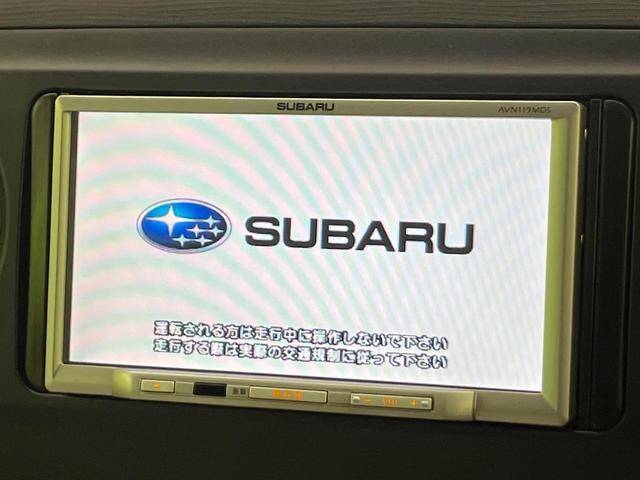 SUBARU
AVN119MDS
SUBARU
運転される方は走行中に操作しないで下さい
走行する際は実際の交通規制に従って下さい